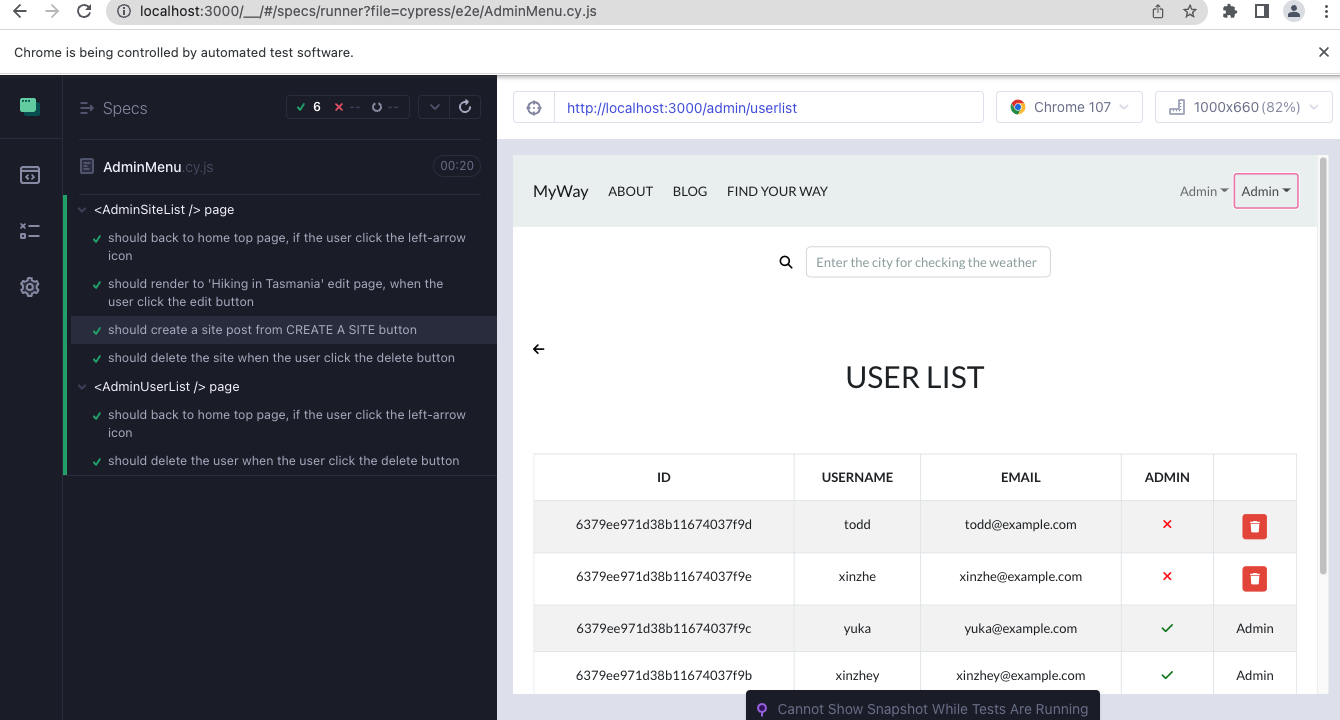 localhost:3000/__/#/specs/runner?file=cypress/e2e/AdminMenu.cy.js
Chrome is being controlled by automated test software.
Specs
6 -- --
AdminMenu.cy.js 00:20
<AdminSiteList /> page
should back to home top page, if the user click the left-arrow
icon
should render to 'Hiking in Tasmania' edit page, when the
user click the edit button
should create a site post from CREATE A SITE button
should delete the site when the user click the delete button
<AdminUserList /> page
should back to home top page, if the user click the left-arrow
icon
should delete the user when the user click the delete button
http://localhost:3000/admin/userlist Chrome 107 1000x660 (82%)
MyWay ABOUT BLOG FIND YOUR WAY Admin Admin
Enter the city for checking the weather
USER LIST
ID USERNAME EMAIL ADMIN
6379ee971d38b11674037f9d todd todd@example.com
6379ee971d38b11674037f9e xinzhe xinzhe@example.com
6379ee971d38b11674037f9c yuka yuka@example.com Admin
6379ee971d38b11674037f9b xinzhey xinzhey@example.com Admin
Cannot Show Snapshot While Tests Are Running